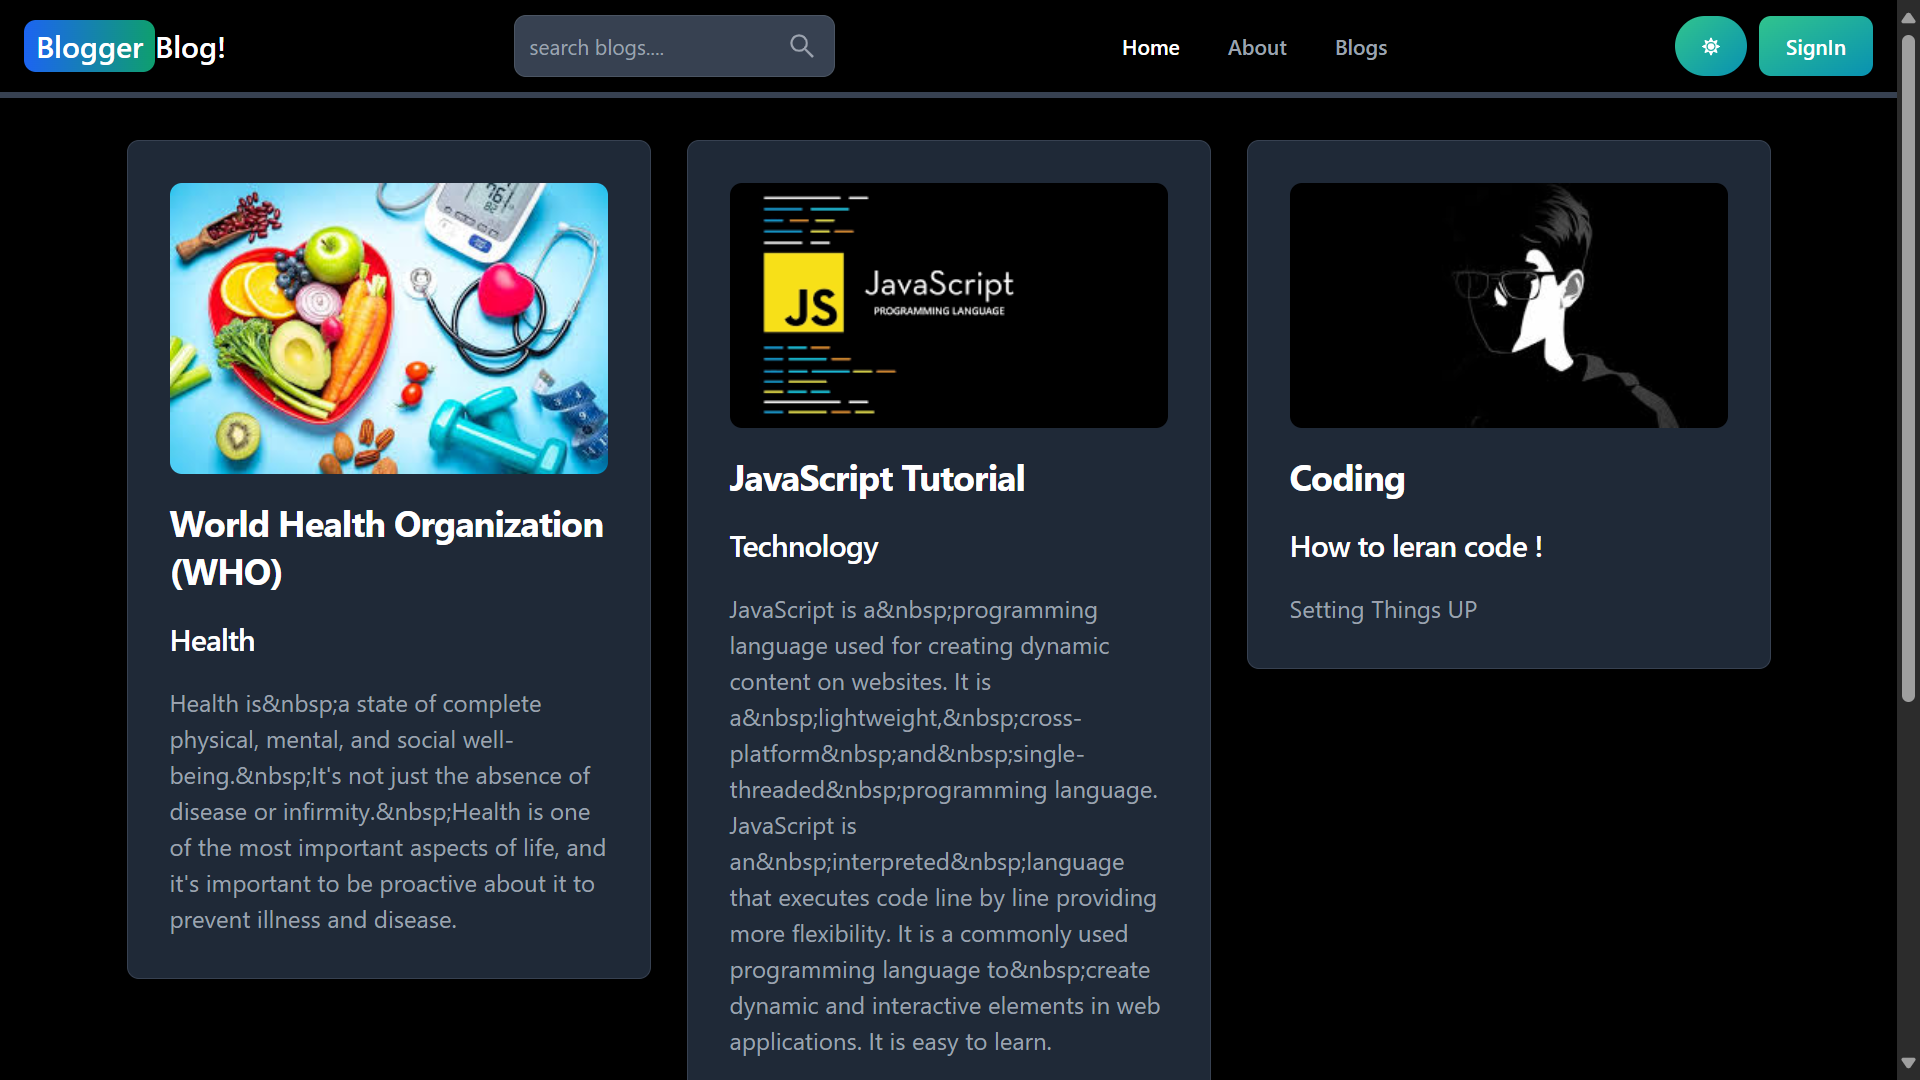 Blogger Blog!
search blogs....
Home
About
Blogs
SignIn
World Health Organization
(WHO)
Health
Health is&nbsp;a state of complete
physical, mental, and social well-
being.&nbsp;It's not just the absence of
disease or infirmity.&nbsp;Health is one
of the most important aspects of life, and
it's important to be proactive about it to
prevent illness and disease.
JS
JavaScript
PROGRAMMING LANGUAGE
JavaScript Tutorial
Technology
JavaScript is a&nbsp;programming
language used for creating dynamic
content on websites. It is
a&nbsp;lightweight,&nbsp;cross-
platform&nbsp;and&nbsp;single-
threaded&nbsp;programming language.
JavaScript is
an&nbsp;interpreted&nbsp;language
that executes code line by line providing
more flexibility. It is a commonly used
programming language to&nbsp;create
dynamic and interactive elements in web
applications. It is easy to learn.
Coding
How to leran code !
Setting Things UP